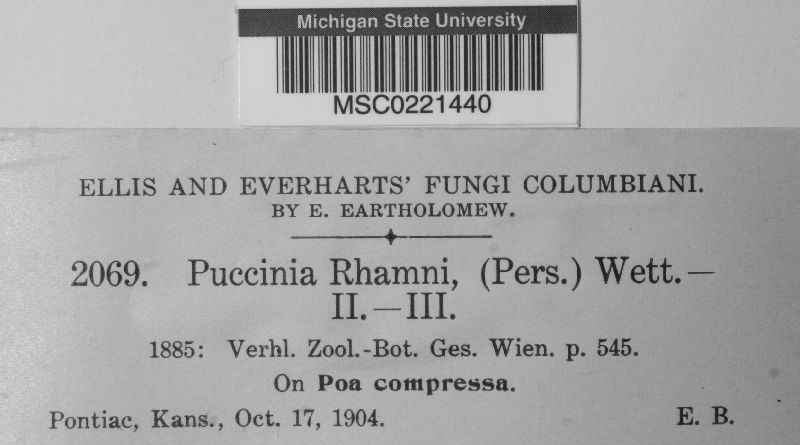 Michigan State University
MSC0221440
ELLIS AND EVERHARTS' FUNGI COLUMBIANI.
BY E. EARTHOLOMEW.
2069. Puccinia Rhamni, (Pers.) Wett.—
II.—III.
1885: Verhl. Zool.-Bot. Ges. Wien. p. 545.
On Poa compressa.
Pontiac, Kans., Oct. 17, 1904. E. B.